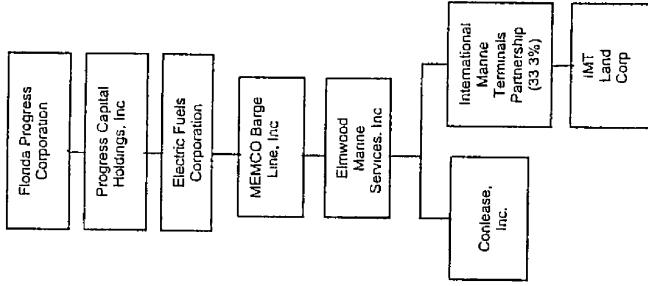 Flonda Progress
Corporation
Progress Capital
Holdings, Inc
Electric Fuels
Corporation
MEMCO Barge
Line, Inc
Elmwood
Marine
Services, Inc
Conlease,
Inc.
International
Marine
Terminals
Partnership
(33 3%)
IMT
Land
Corp